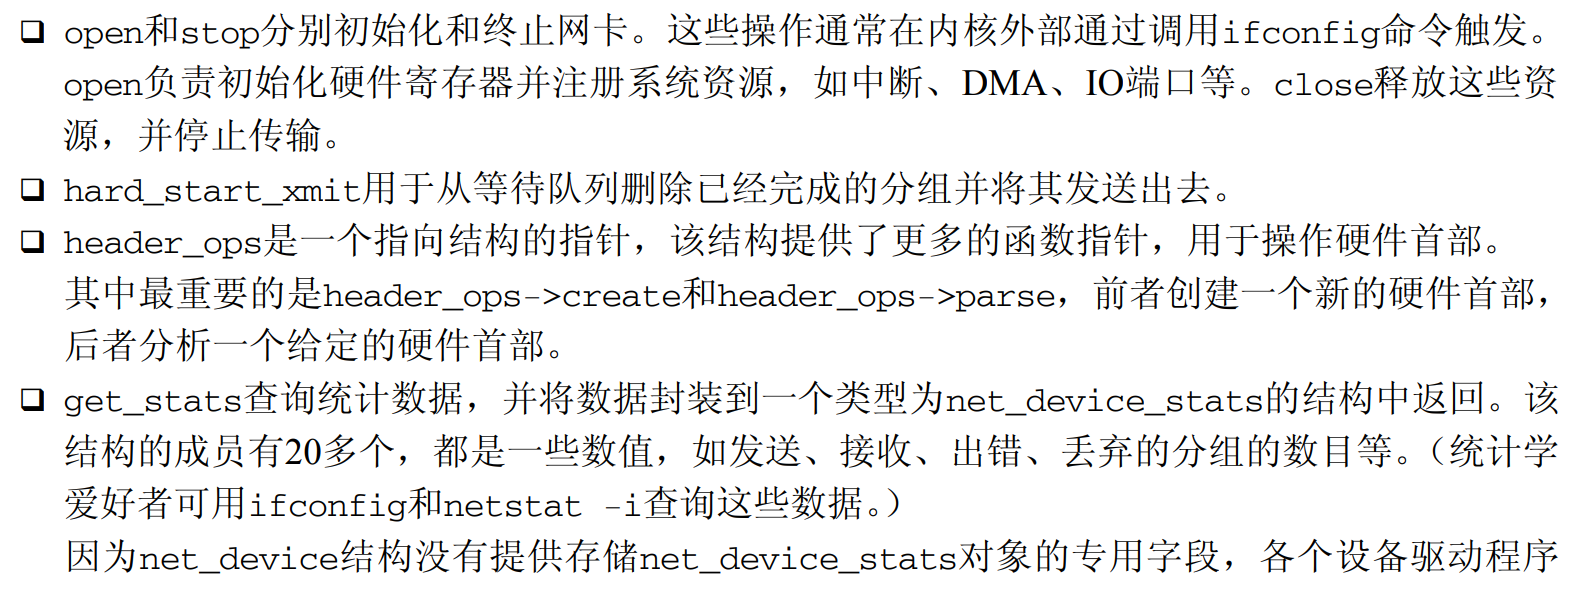 ❑ open和stop分别初始化和终止网卡。这些操作通常在内核外部通过调用ifconfig命令触发。
open负责初始化硬件寄存器并注册系统资源，如中断、DMA、IO端口等。close释放这些资
源，并停止传输。
❑ hard_start_xmit用于从等待队列删除已经完成的分组并将其发送出去。
❑ header_ops是一个指向结构的指针，该结构提供了更多的函数指针，用于操作硬件首部。
其中最重要的是header_ops->create和header_ops->parse，前者创建一个新的硬件首部，
后者分析一个给定的硬件首部。
❑ get_stats查询统计数据，并将数据封装到一个类型为net_device_stats的结构中返回。该
结构的成员有20多个，都是一些数值，如发送、接收、出错、丢弃的分组的数目等。（统计学
爱好者可用ifconfig和netstat -i查询这些数据。）
因为net_device结构没有提供存储net_device_stats对象的专用字段，各个设备驱动程序